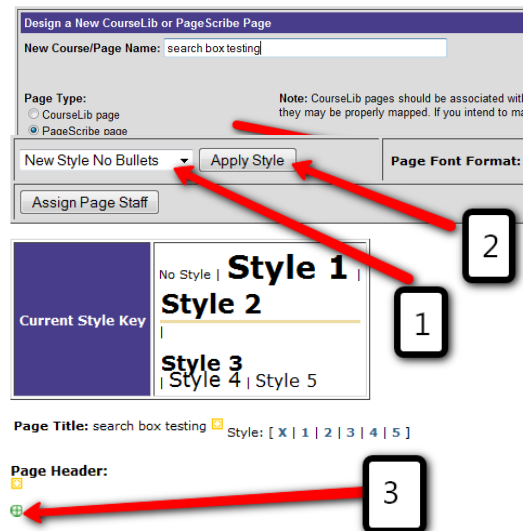 Design a New CourseLib or PageScribe Page
New Course/Page Name: search box testing
Page Type:
CourseLib page
PageScribe page
Note: CourseLib pages should be associated with
they may be properly mapped. If you intend to ma
New Style No Bullets
Apply Style
Page Font Format:
Assign Page Staff
2
1
Current Style Key
No Style | Style 1 |
Style 2
|
Style 3
| Style 4 | Style 5
Page Title: search box testing Style: [ X | 1 | 2 | 3 | 4 | 5 ]
Page Header:
3